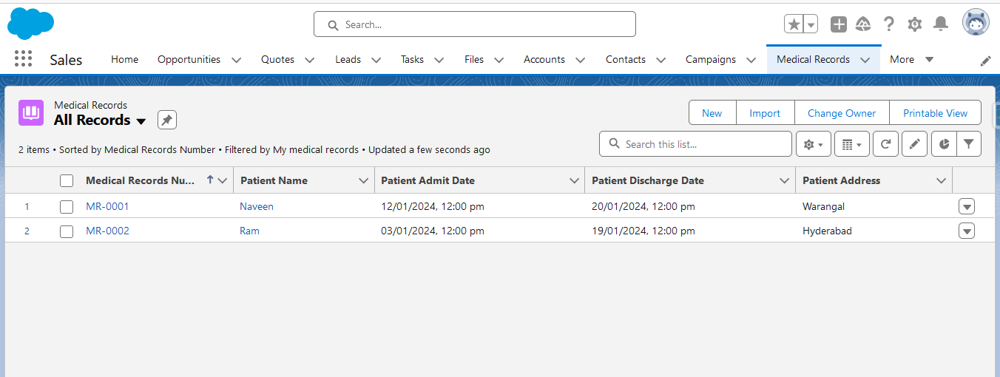 Search...
Sales Home Opportunities Quotes Leads Tasks Files Accounts Contacts Campaigns Medical Records More
Medical Records
All Records
New Import Change Owner Printable View
2 items • Sorted by Medical Records Number • Filtered by My medical records • Updated a few seconds ago
Search this list...
Medical Records Nu... Patient Name Patient Admit Date Patient Discharge Date Patient Address
1 MR-0001 Naveen 12/01/2024, 12:00 pm 20/01/2024, 12:00 pm Warangal
2 MR-0002 Ram 03/01/2024, 12:00 pm 19/01/2024, 12:00 pm Hyderabad